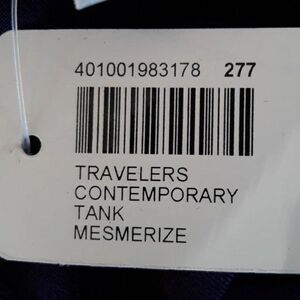 401001983178 277
TRAVELERS
CONTEMPORARY
TANK
MESMERIZE